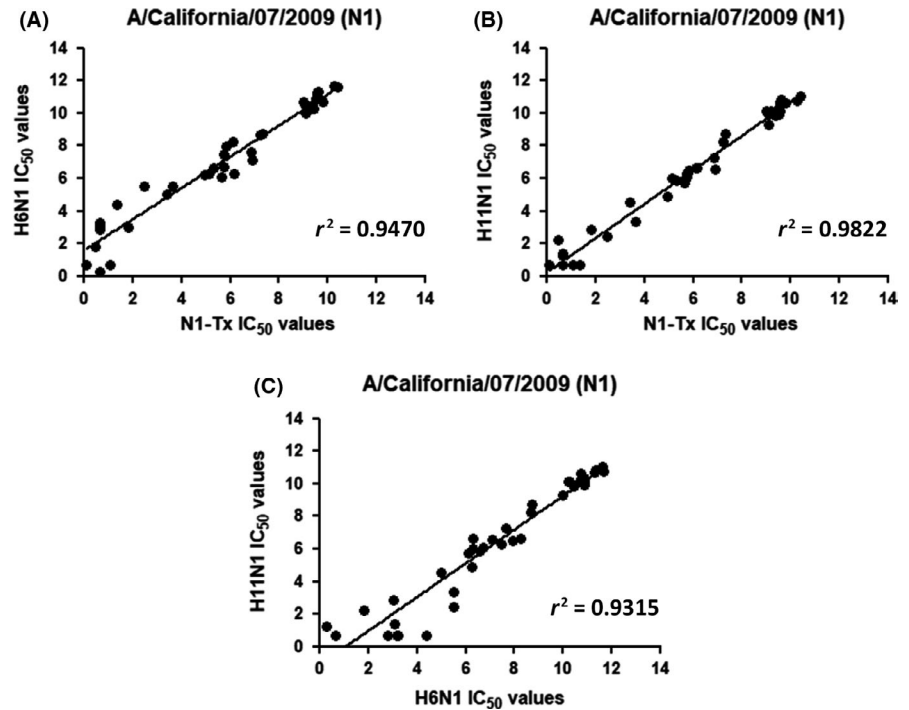 (A)
A/California/07/2009 (N1)
14
12
10
8
6
4
2
0
H6N1 IC50 values
r² = 0.9470
0 2 4 6 8 10 12 14
N1-Tx IC50 values
(B)
A/California/07/2009 (N1)
14
12
10
8
6
4
2
0
H11N1 IC50 values
r² = 0.9822
0 2 4 6 8 10 12 14
N1-Tx IC50 values
(C)
A/California/07/2009 (N1)
14
12
10
8
6
4
2
0
H11N1 IC50 values
r² = 0.9315
0 2 4 6 8 10 12 14
H6N1 IC50 values